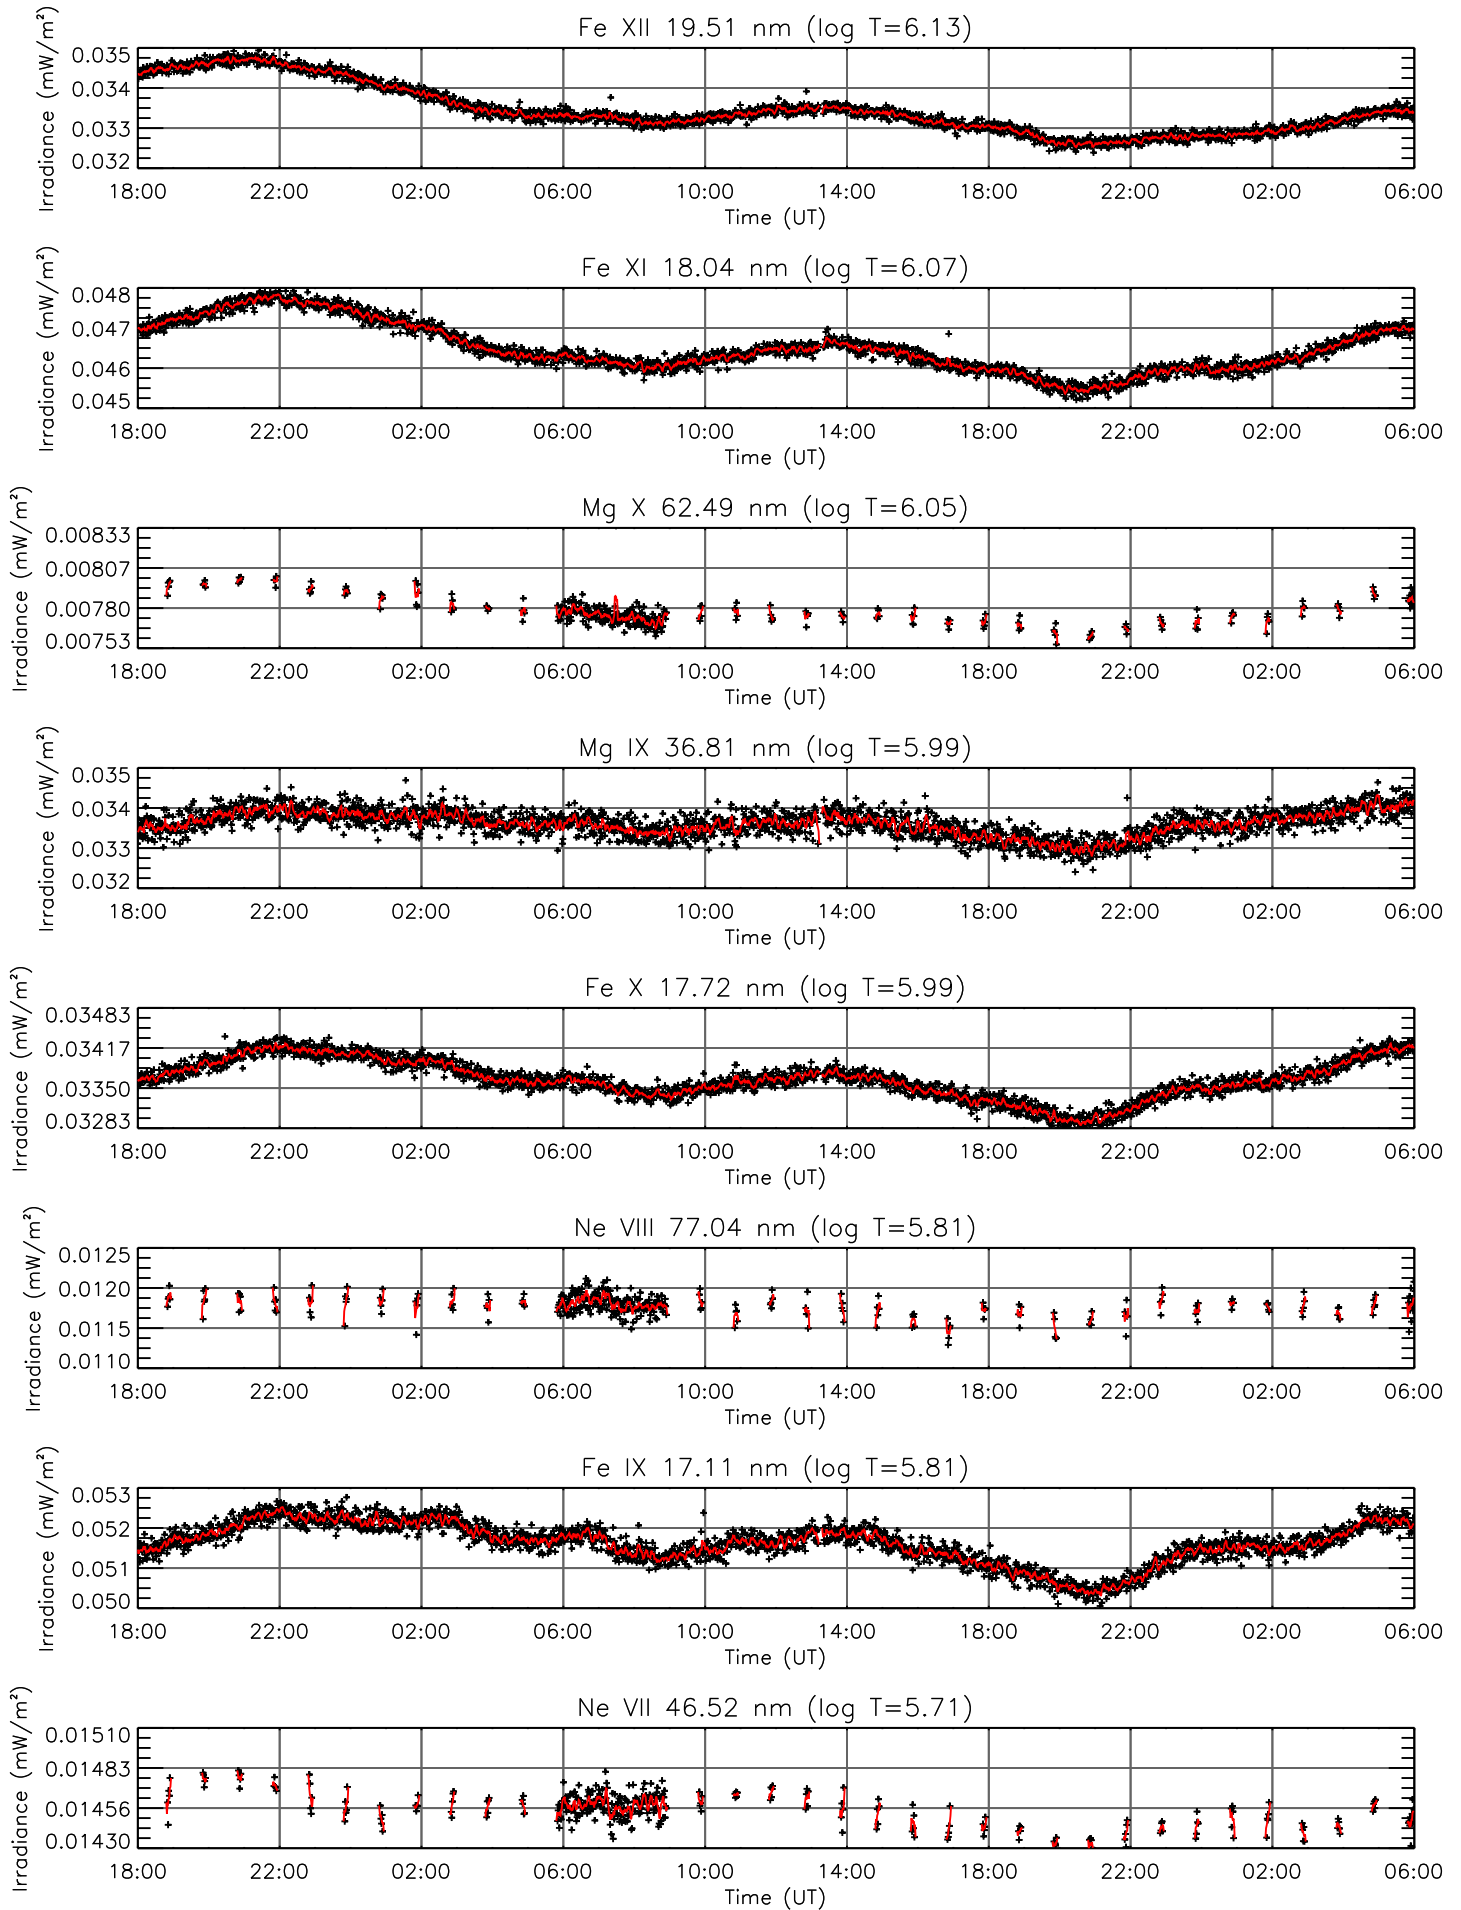 Fe XII 19.51 nm (log T=6.13)
Irradiance (mW/m²)
0.035
0.034
0.033
0.032
18:00 22:00 02:00 06:00 10:00 14:00 18:00 22:00 02:00 06:00
Time (UT)
Fe XI 18.04 nm (log T=6.07)
Irradiance (mW/m²)
0.048
0.047
0.046
0.045
18:00 22:00 02:00 06:00 10:00 14:00 18:00 22:00 02:00 06:00
Time (UT)
Mg X 62.49 nm (log T=6.05)
Irradiance (mW/m²)
0.00833
0.00807
0.00780
0.00753
18:00 22:00 02:00 06:00 10:00 14:00 18:00 22:00 02:00 06:00
Time (UT)
Mg IX 36.81 nm (log T=5.99)
Irradiance (mW/m²)
0.035
0.034
0.033
0.032
18:00 22:00 02:00 06:00 10:00 14:00 18:00 22:00 02:00 06:00
Time (UT)
Fe X 17.72 nm (log T=5.99)
Irradiance (mW/m²)
0.03483
0.03417
0.03350
0.03283
18:00 22:00 02:00 06:00 10:00 14:00 18:00 22:00 02:00 06:00
Time (UT)
Ne VIII 77.04 nm (log T=5.81)
Irradiance (mW/m²)
0.0125
0.0120
0.0115
0.0110
18:00 22:00 02:00 06:00 10:00 14:00 18:00 22:00 02:00 06:00
Time (UT)
Fe IX 17.11 nm (log T=5.81)
Irradiance (mW/m²)
0.053
0.052
0.051
0.050
18:00 22:00 02:00 06:00 10:00 14:00 18:00 22:00 02:00 06:00
Time (UT)
Ne VII 46.52 nm (log T=5.71)
Irradiance (mW/m²)
0.01510
0.01483
0.01456
0.01430
18:00 22:00 02:00 06:00 10:00 14:00 18:00 22:00 02:00 06:00
Time (UT)